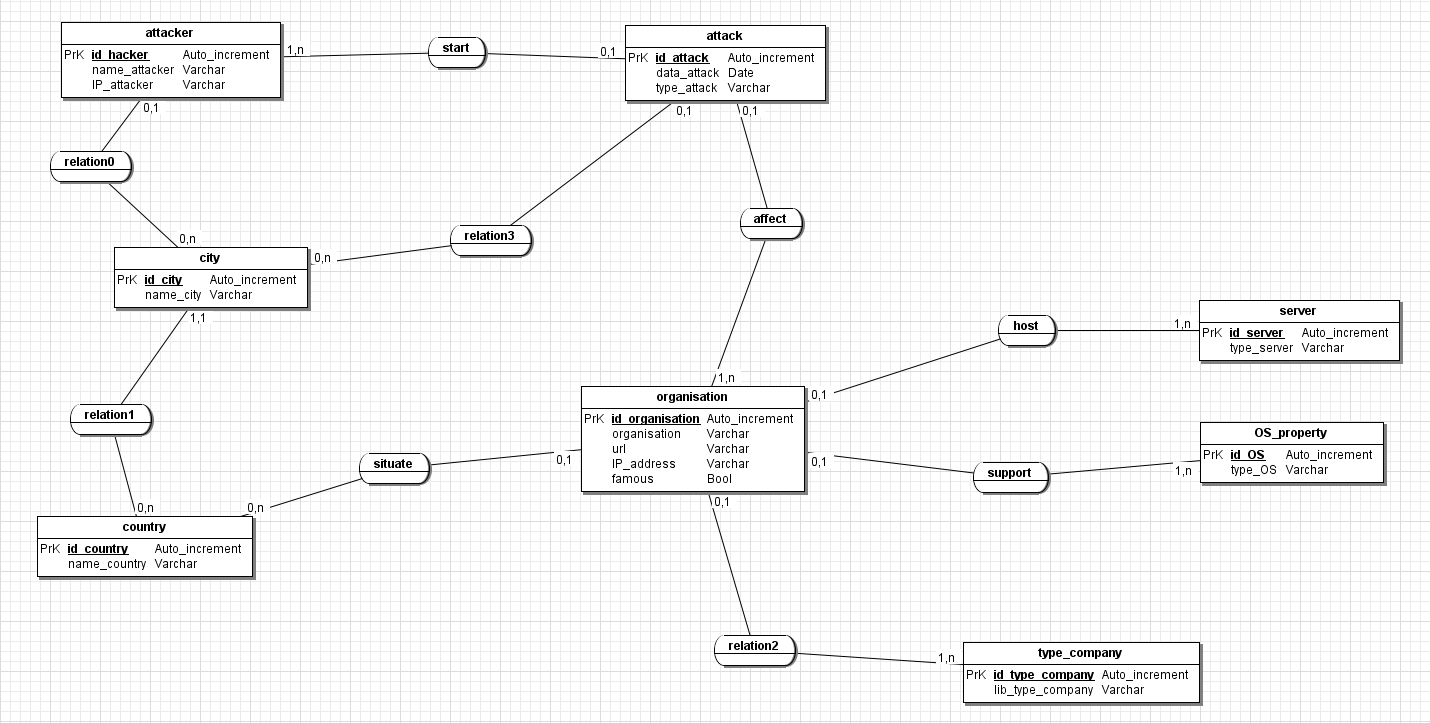 attacker
PrK id_hacker Auto_increment
name_attacker Varchar
IP_attacker Varchar
1,n
start
0,1
attack
PrK id_attack Auto_increment
data_attack Date
type_attack Varchar
0,1
0,1
0,1
relation0
affect
relation3
0,n
0,n
city
PrK id_city Auto_increment
name_city Varchar
1,1
host
1,n
server
PrK id_server Auto_increment
type_server Varchar
1,n
0,1
organisation
PrK id_organisation Auto_increment
organisation Varchar
url Varchar
IP_address Varchar
famous Bool
relation1
situate
0,1
0,1
support
1,n
OS_property
PrK id_OS Auto_increment
type_OS Varchar
0,n
0,n
0,1
country
PrK id_country Auto_increment
name_country Varchar
relation2
1,n
type_company
PrK id_type_company Auto_increment
lib_type_company Varchar